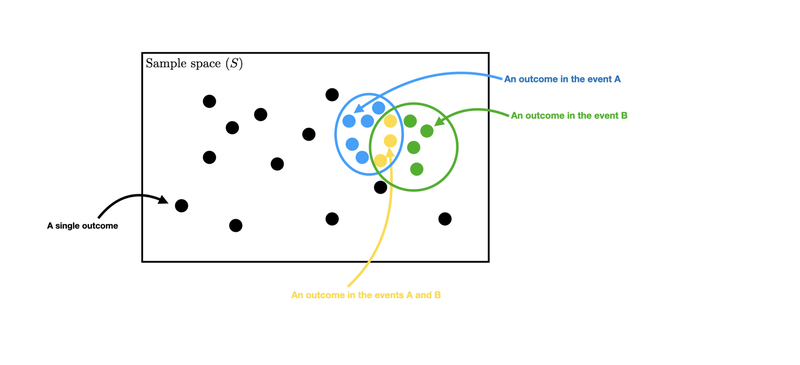 Sample space (S)
An outcome in the event A
An outcome in the event B
A single outcome
An outcome in the events A and B